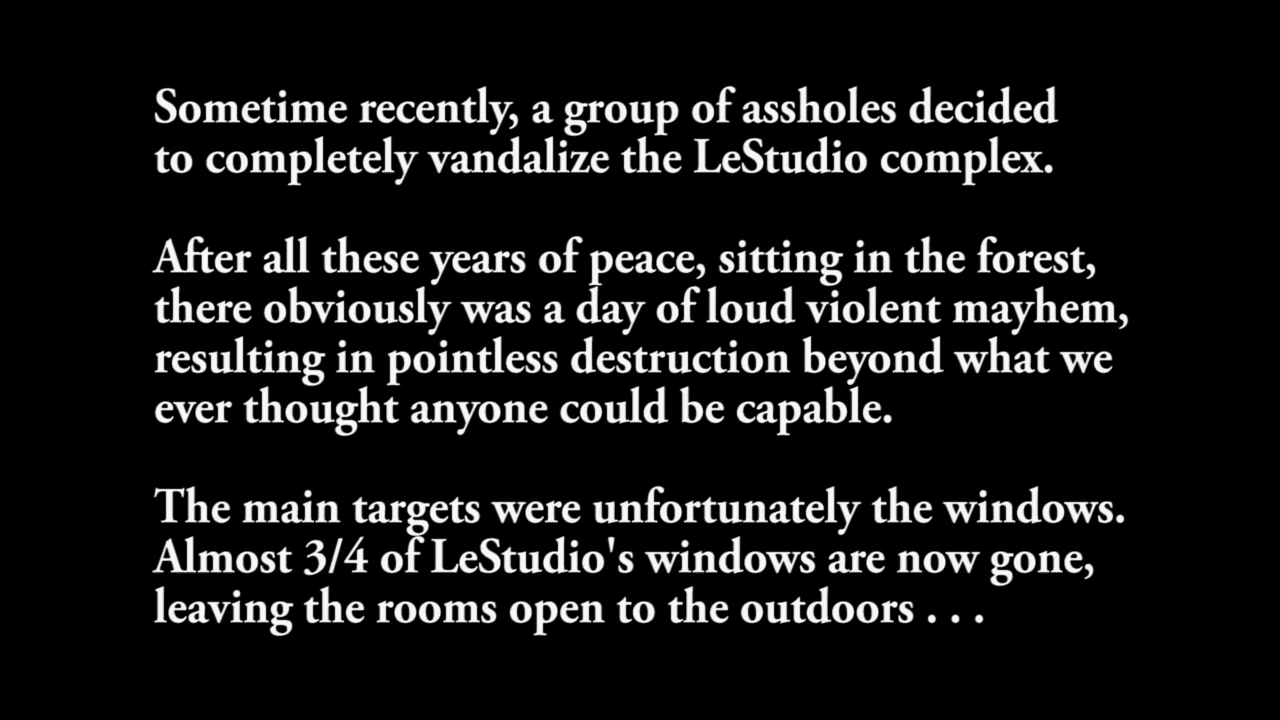 Sometime recently, a group of assholes decided
to completely vandalize the LeStudio complex.
After all these years of peace, sitting in the forest,
there obviously was a day of loud violent mayhem,
resulting in pointless destruction beyond what we
ever thought anyone could be capable.
The main targets were unfortunately the windows.
Almost 3/4 of LeStudio's windows are now gone,
leaving the rooms open to the outdoors . . .